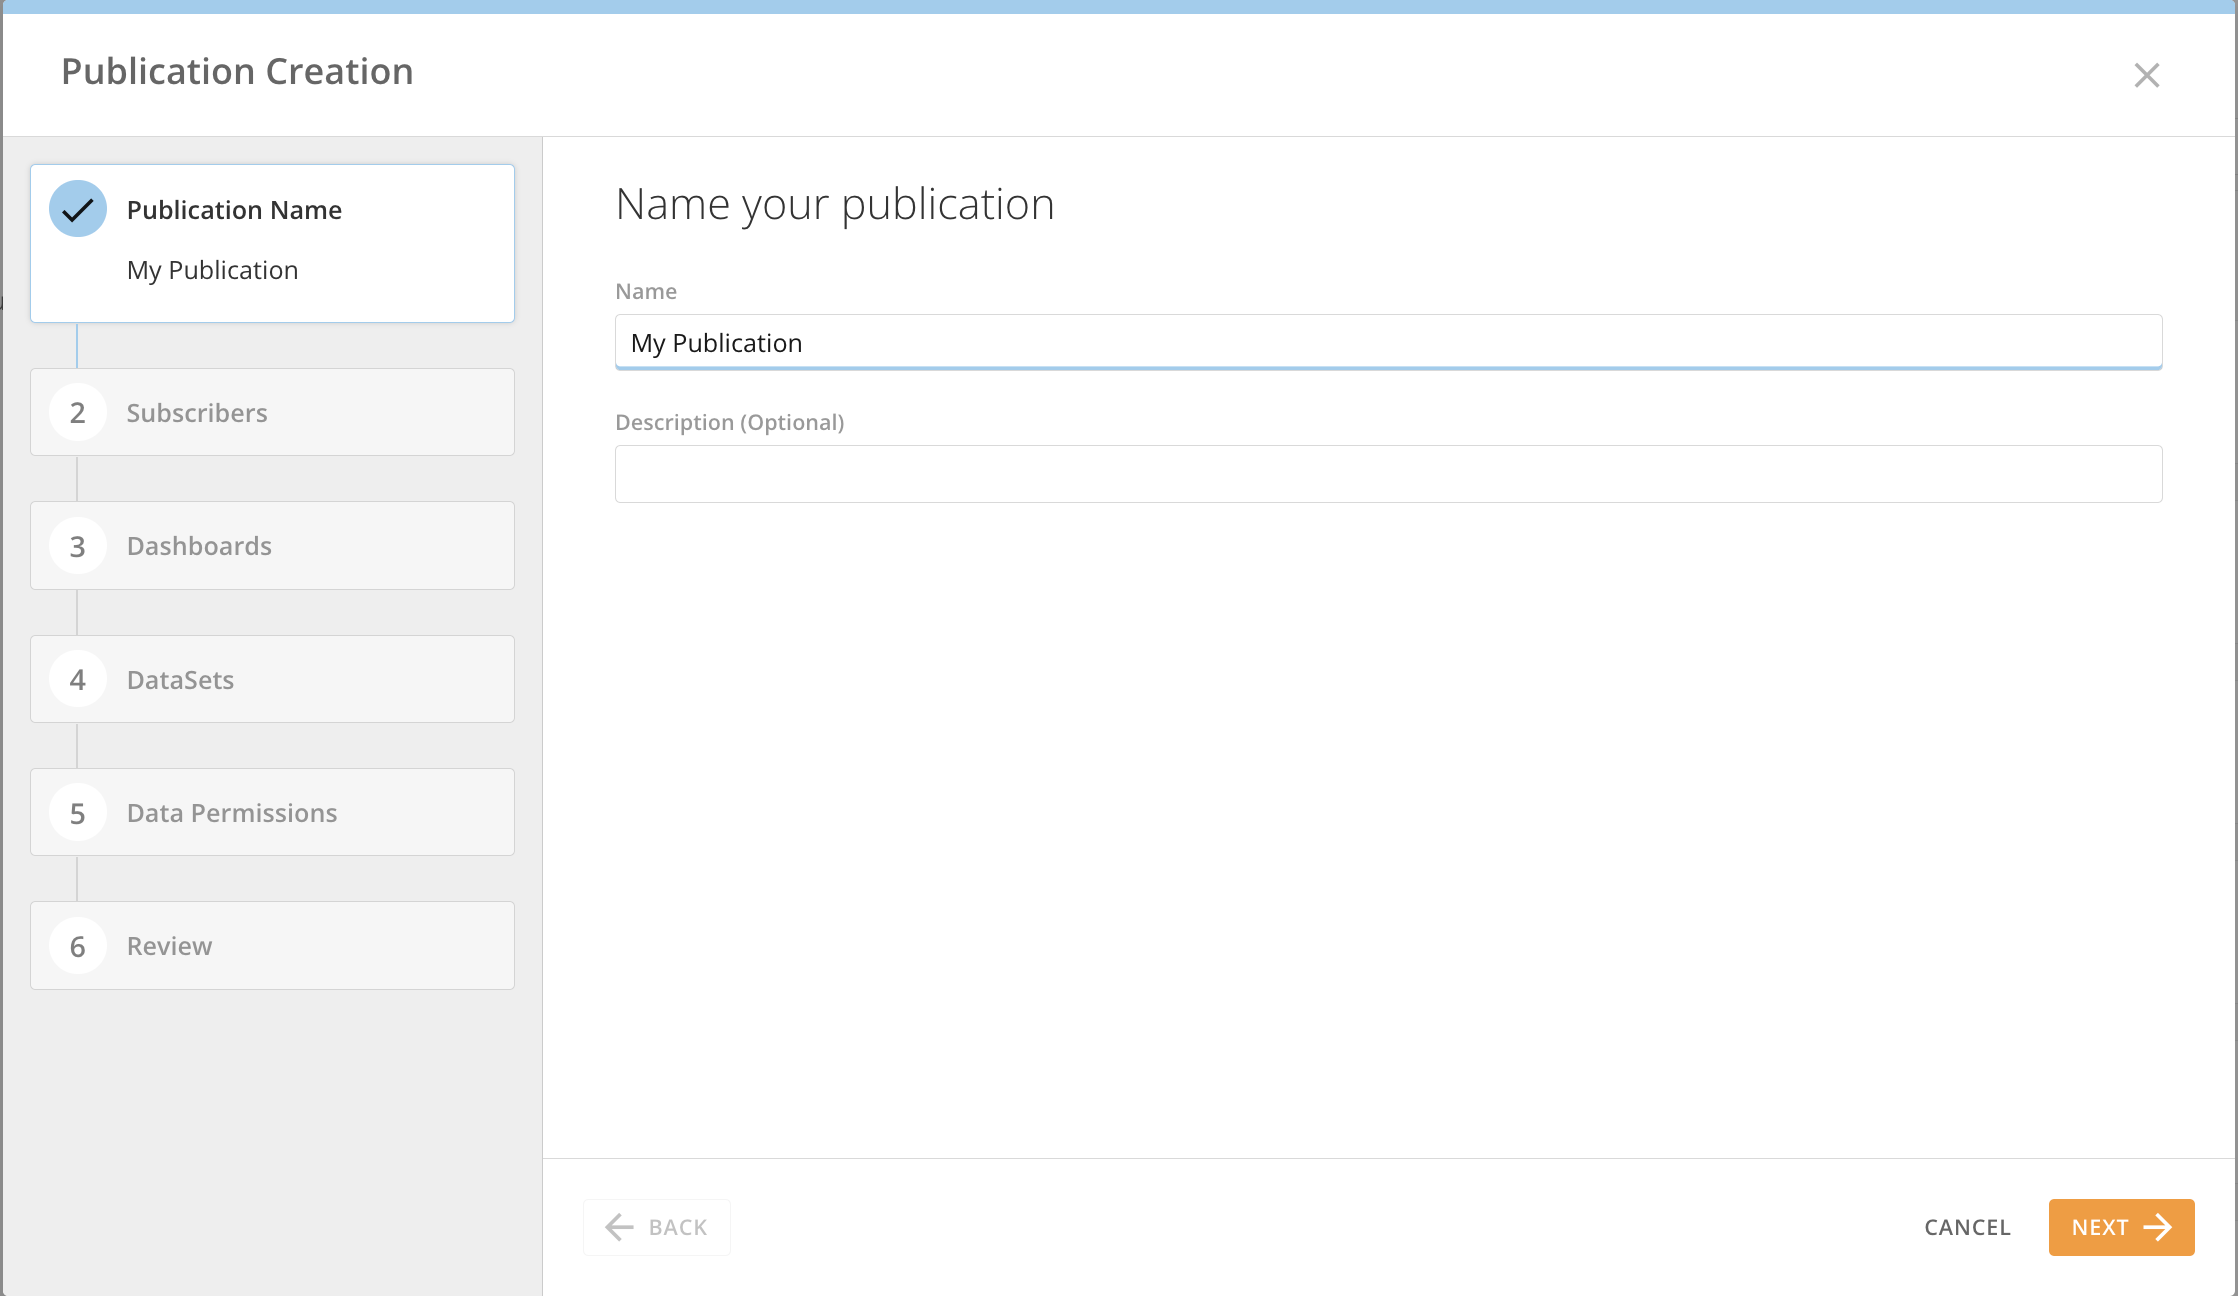 Publication Creation
Publication Name
My Publication
2 Subscribers
3 Dashboards
4 DataSets
5 Data Permissions
6 Review
Name your publication
Name
My Publication
Description (Optional)
BACK
CANCEL
NEXT